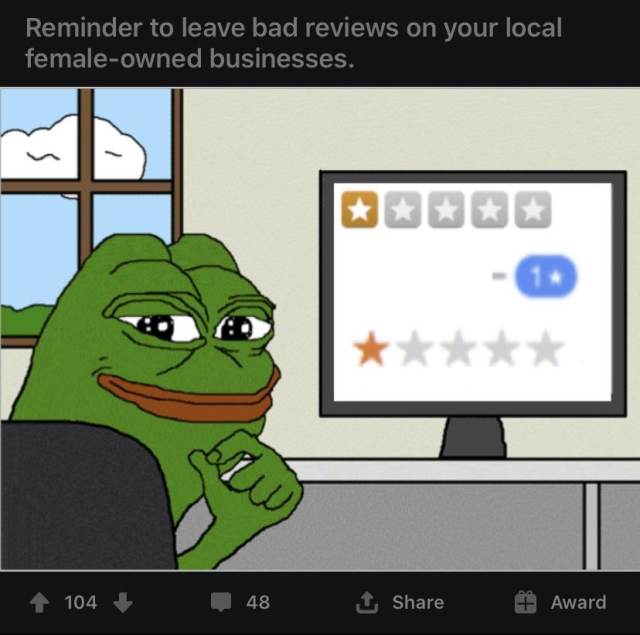 Reminder to leave bad reviews on your local
female-owned businesses.
1★
104
48
Share
Award